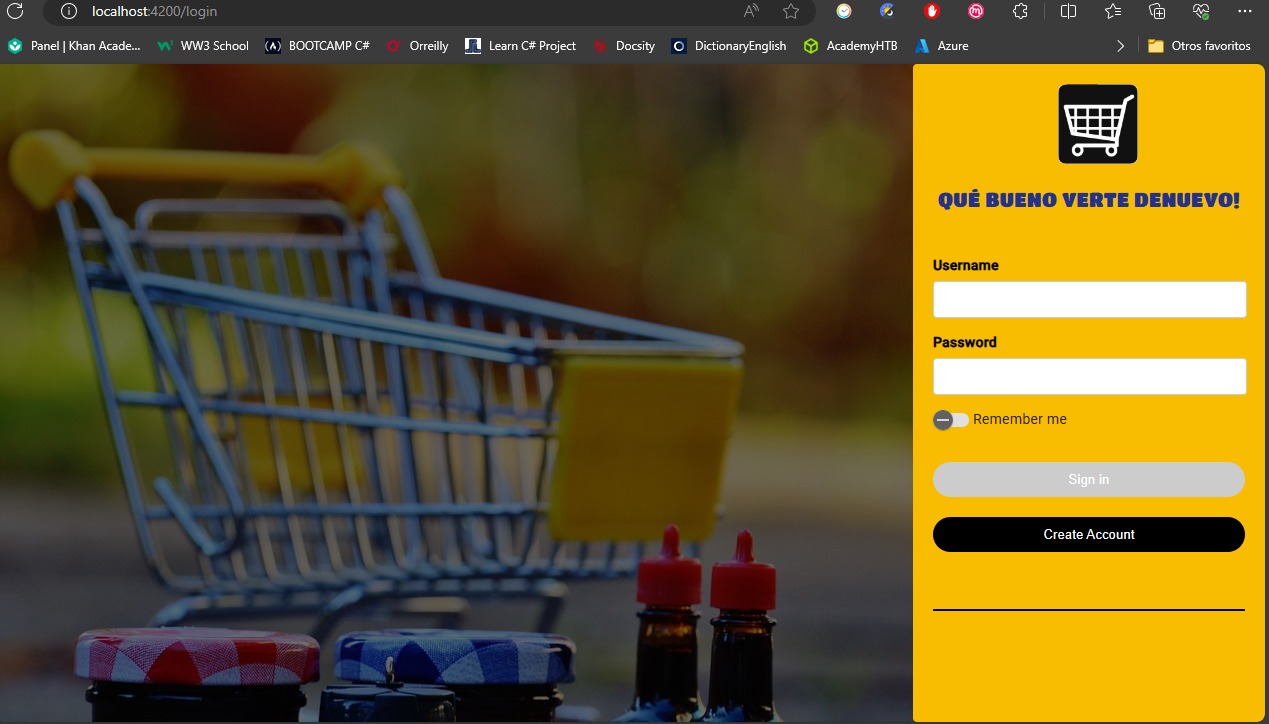 localhost:4200/login
Panel | Khan Acade... WW3 School BOOTCAMP C# Orreilly Learn C# Project Docsity DictionaryEnglish AcademyHTB Azure Otros favoritos
QUÉ BUENO VERTE DENUEVO!
Username
Password
Remember me
Sign in
Create Account